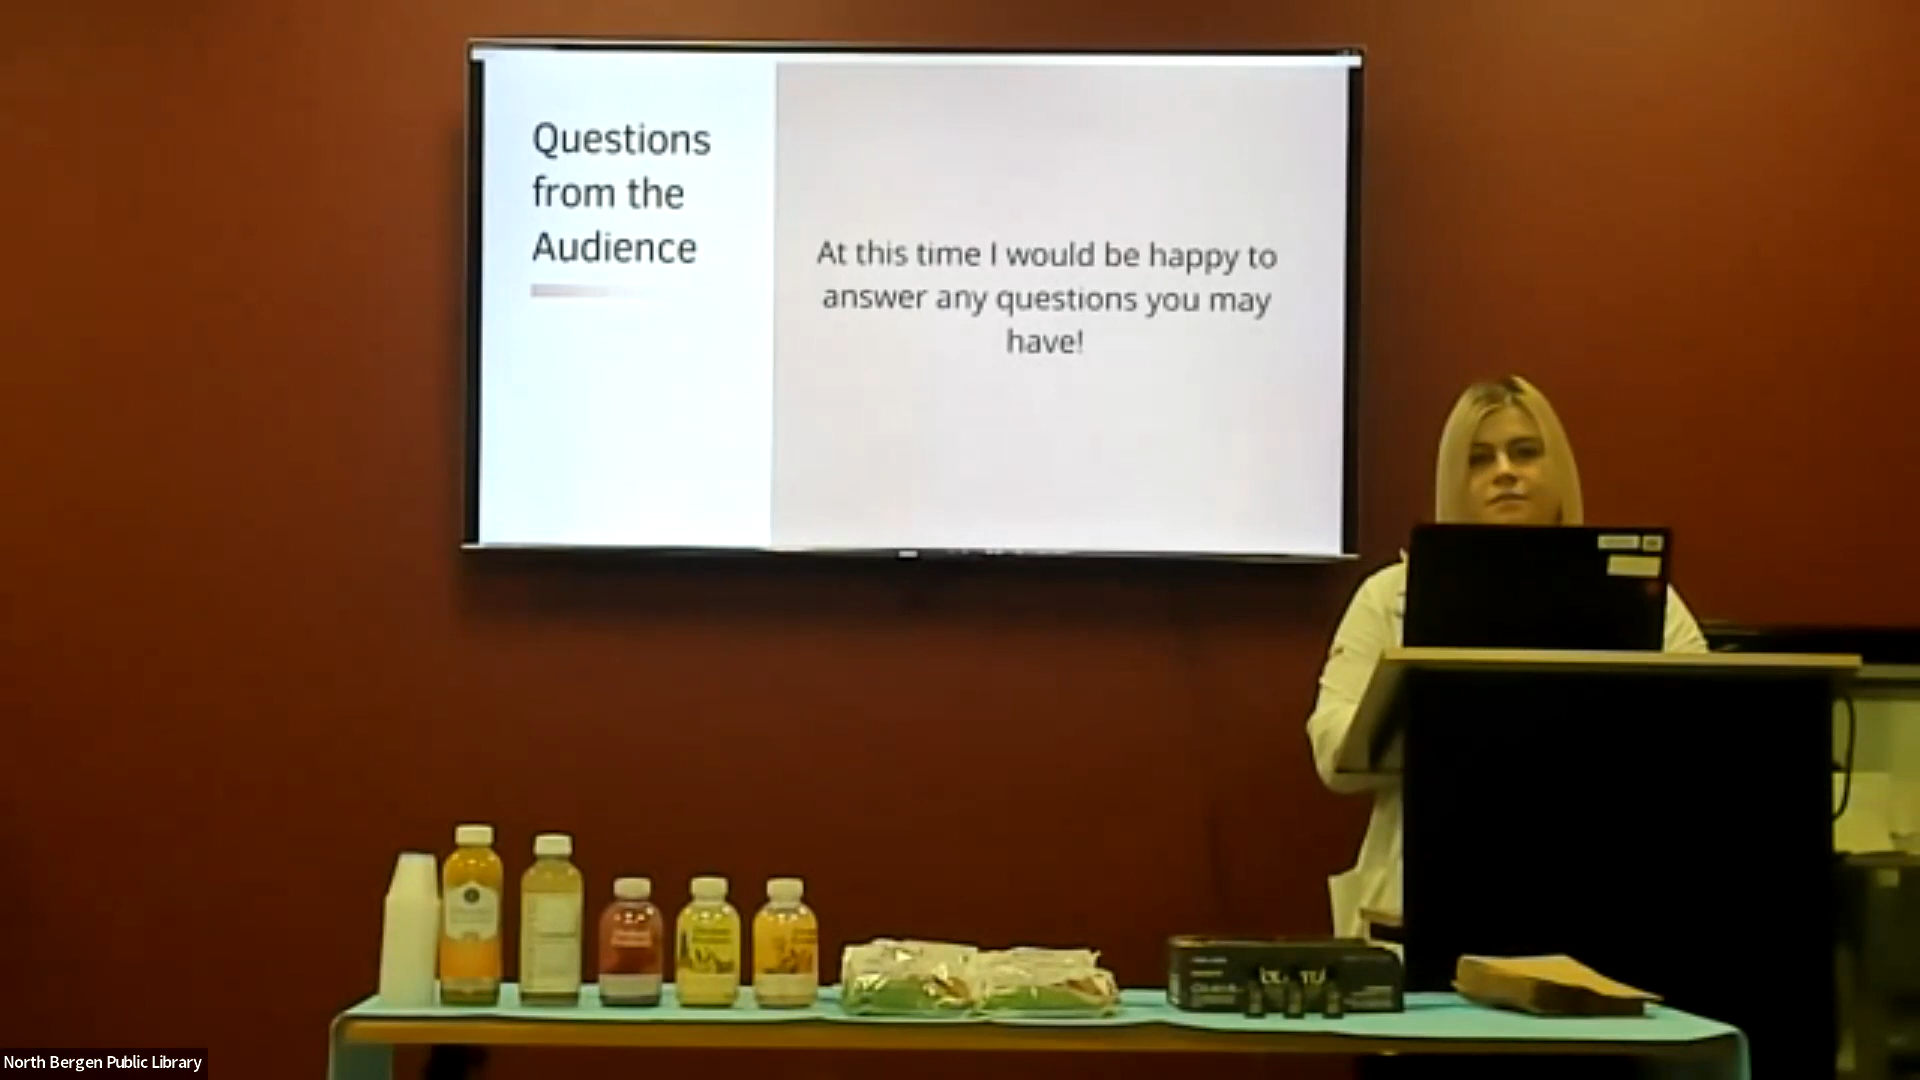 Questions
from the
Audience
At this time I would be happy to
answer any questions you may
have!
North Bergen Public Library